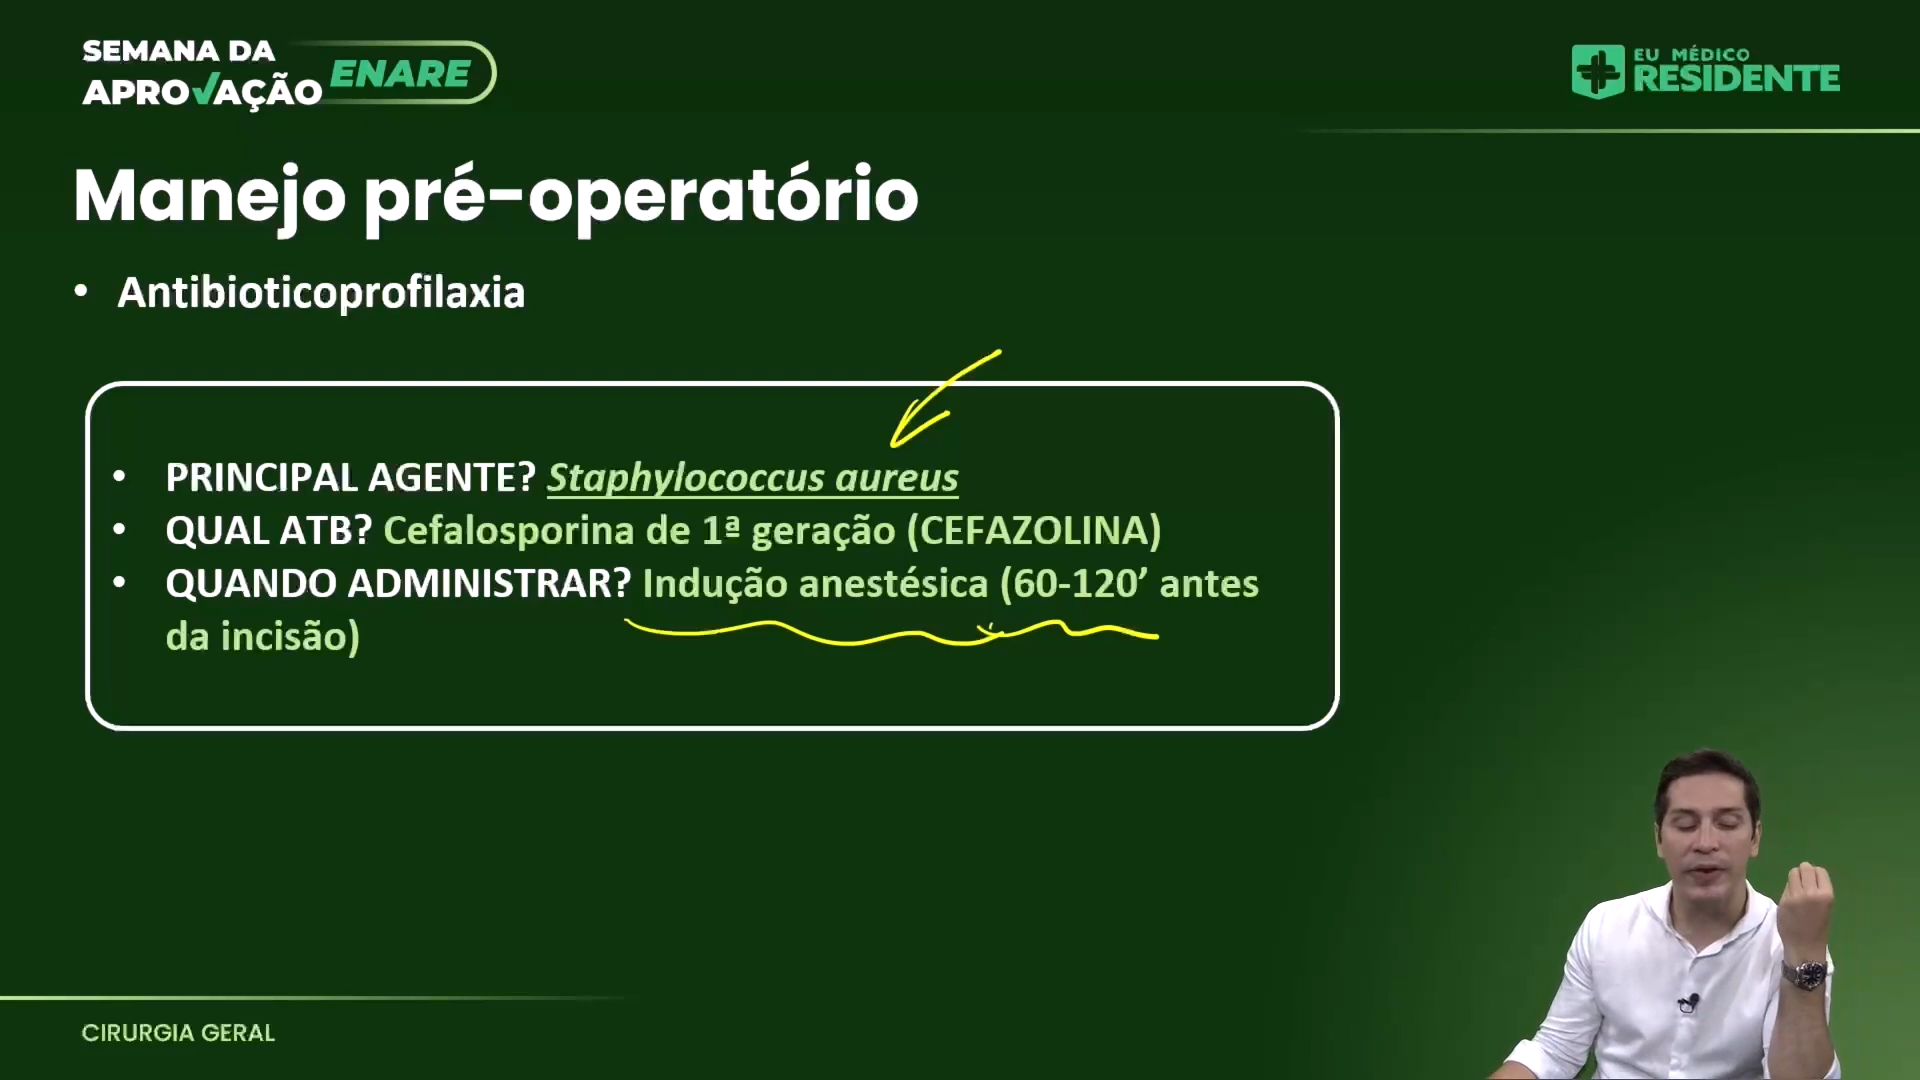 SEMANA DA
APROVAÇÃO ENARE
EU MÉDICO
RESIDENTE
Manejo pré-operatório
• Antibioticoprofilaxia
• PRINCIPAL AGENTE? Staphylococcus aureus
• QUAL ATB? Cefalosporina de 1ª geração (CEFAZOLINA)
• QUANDO ADMINISTRAR? Indução anestésica (60-120’ antes
da incisão)
CIRURGIA GERAL